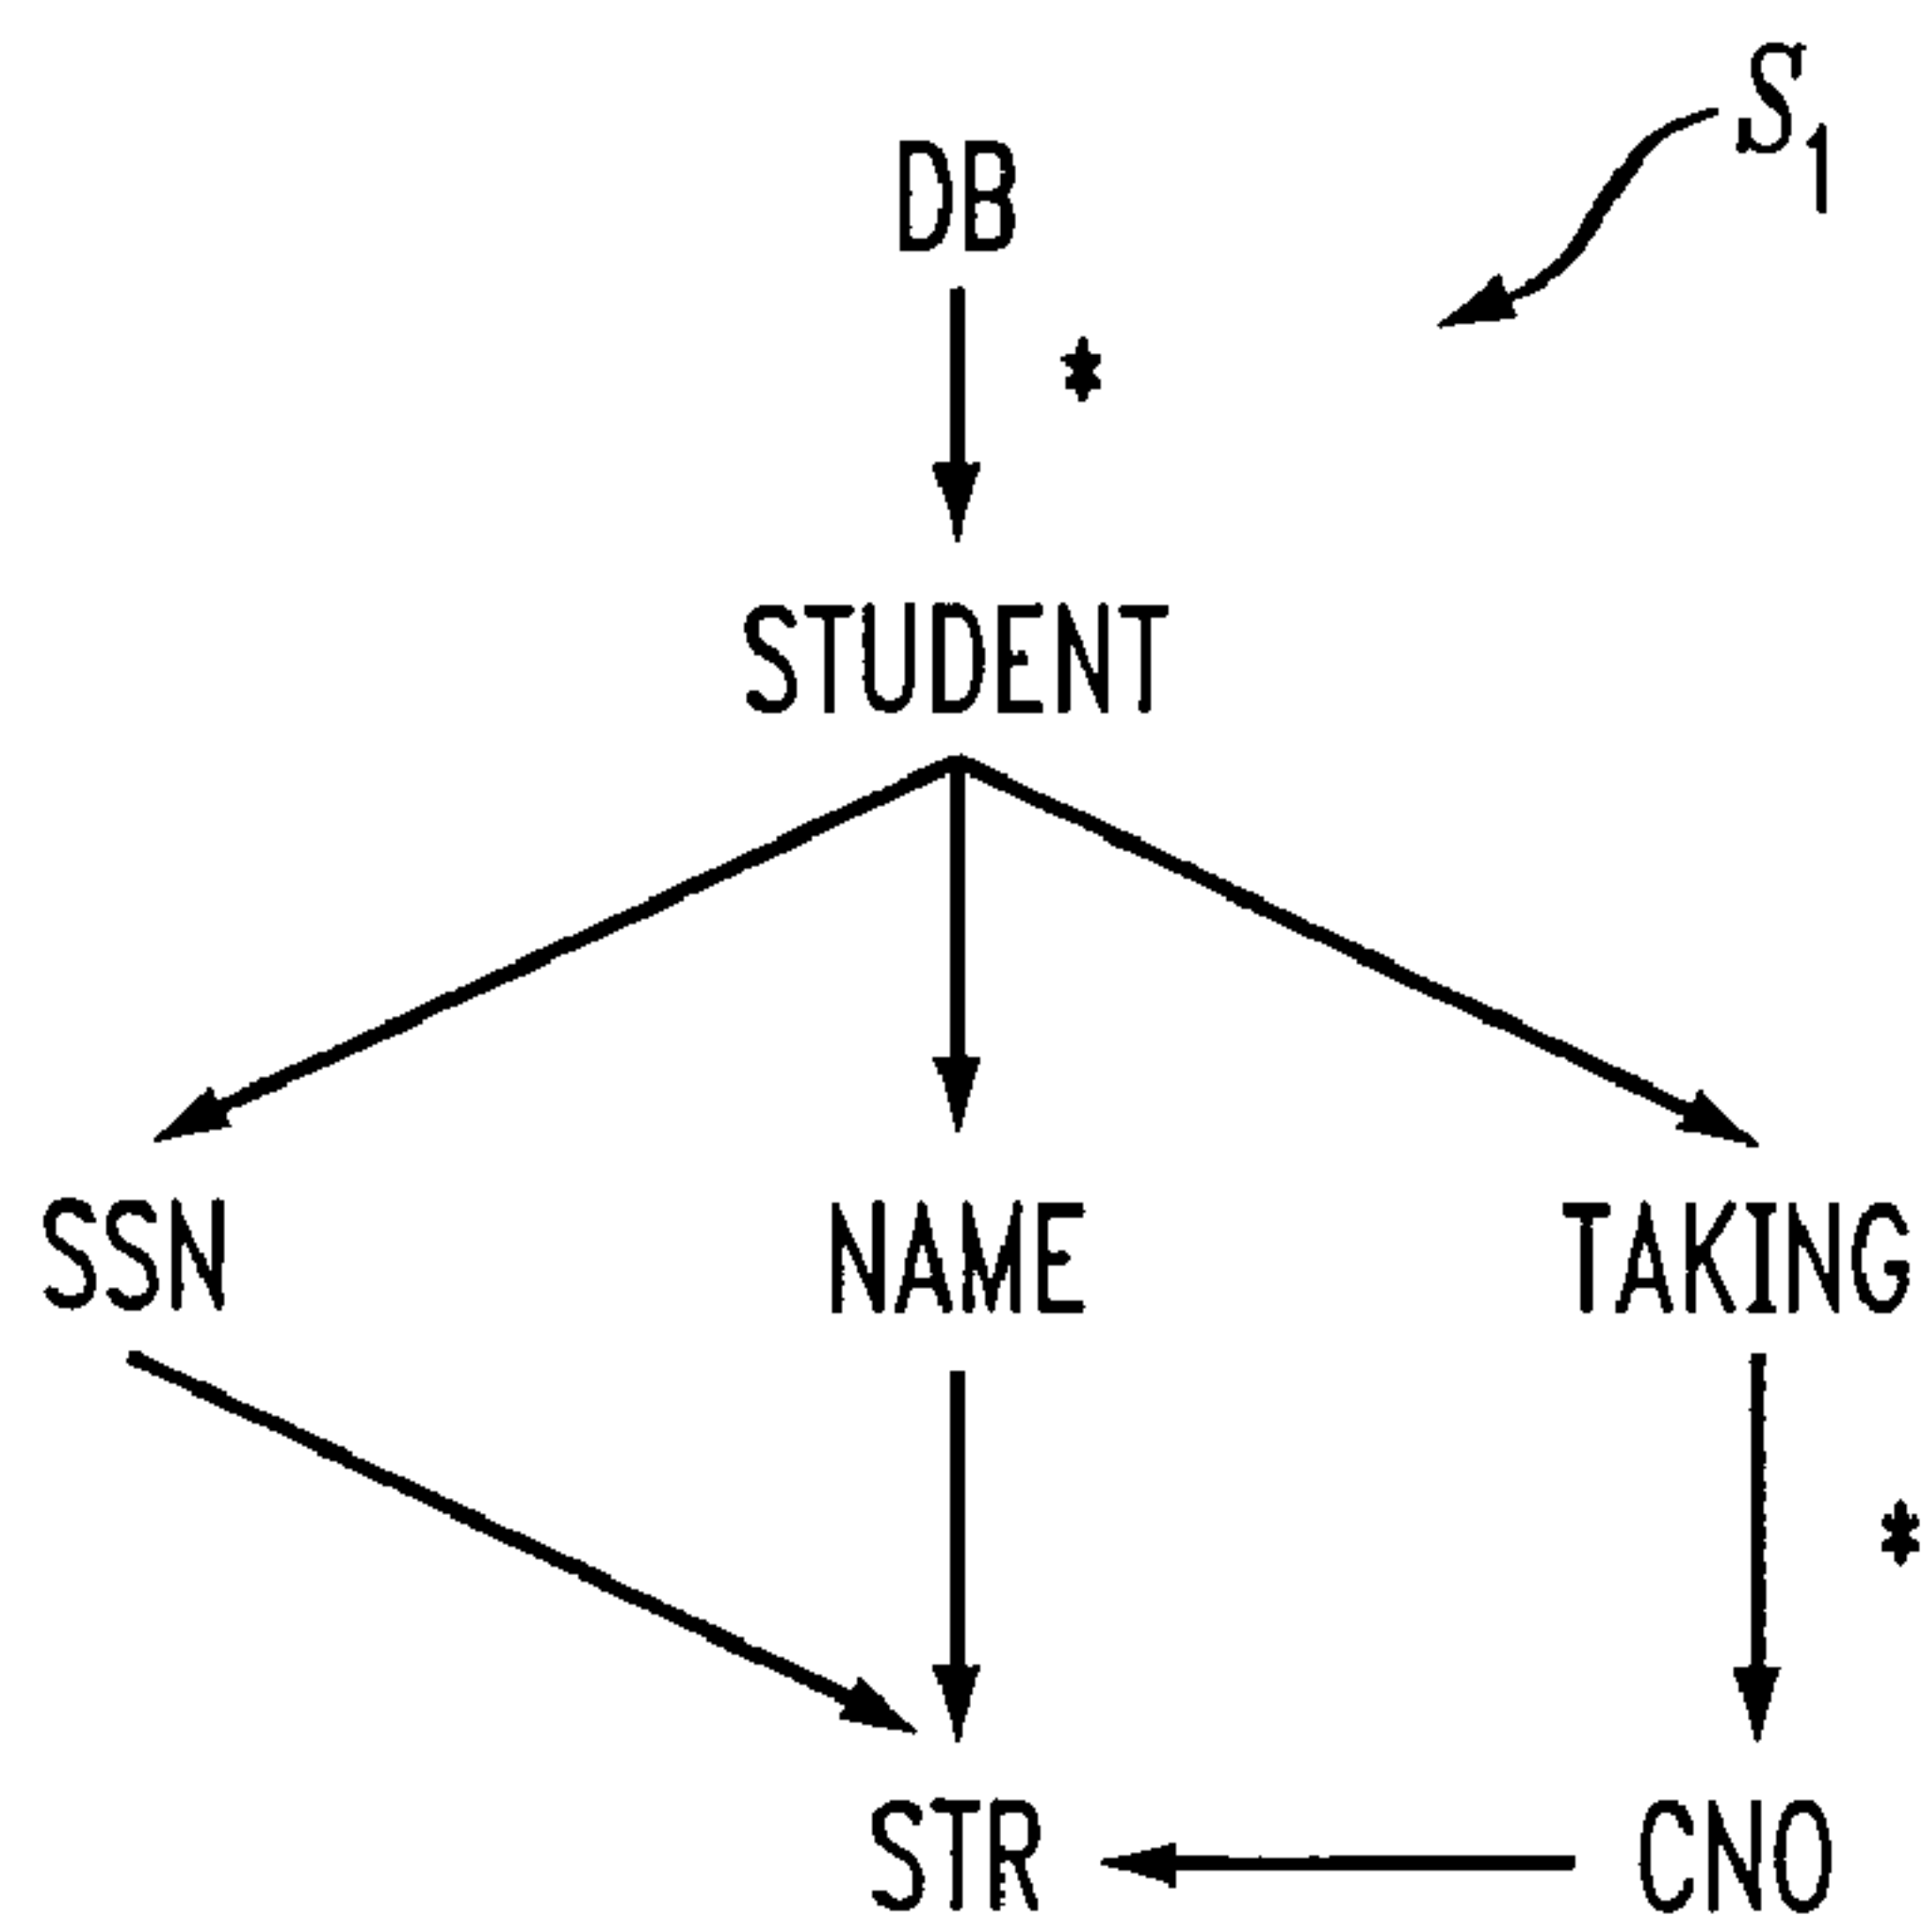 S1
DB
*
STUDENT
SSN NAME TAKING
*
STR CNO